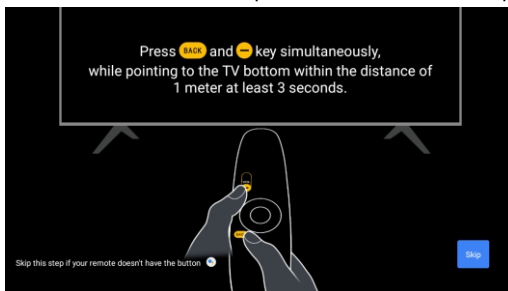 Press BACK and − key simultaneously,
while pointing to the TV bottom within the distance of
1 meter at least 3 seconds.
Skip this step if your remote doesn't have the button
Skip